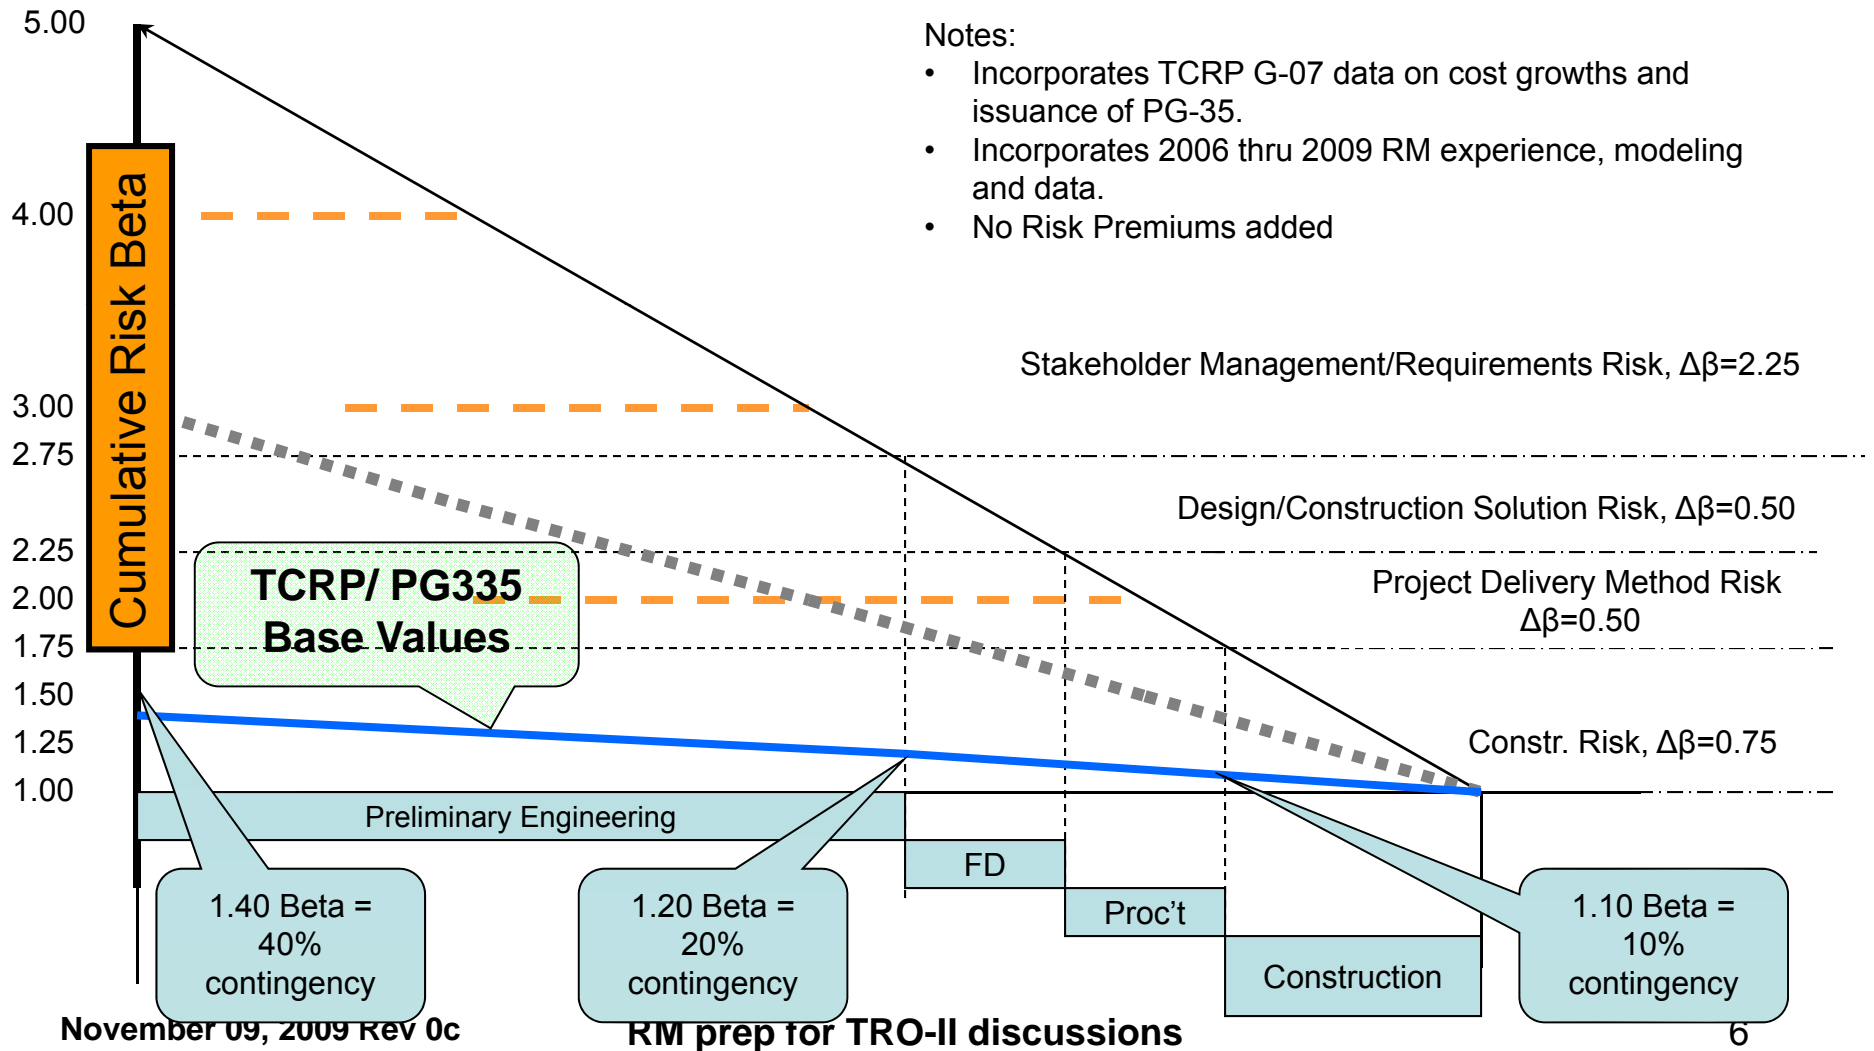 5.00
4.00
3.00
2.75
2.25
2.00
1.75
1.50
1.25
1.00
Cumulative Risk Beta
Notes:
• Incorporates TCRP G-07 data on cost growths and
issuance of PG-35.
• Incorporates 2006 thru 2009 RM experience, modeling
and data.
• No Risk Premiums added
Stakeholder Management/Requirements Risk, Δβ=2.25
Design/Construction Solution Risk, Δβ=0.50
Project Delivery Method Risk
Δβ=0.50
Constr. Risk, Δβ=0.75
TCRP/ PG335
Base Values
Preliminary Engineering
FD
Proc't
Construction
1.40 Beta =
40%
contingency
1.20 Beta =
20%
contingency
1.10 Beta =
10%
contingency
November 09, 2009 Rev 0c
RM prep for TRO-II discussions
6